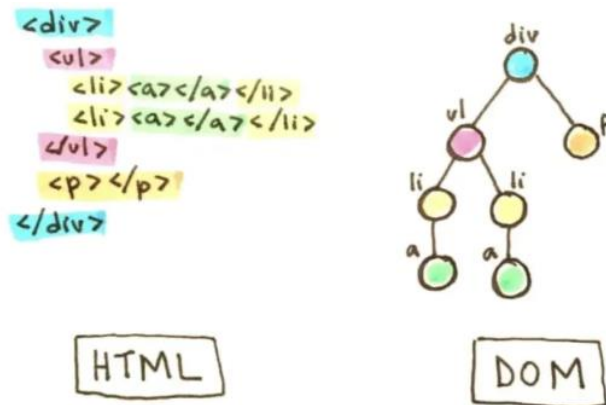 <div>
<ul>
<li><a></a></li>
<li><a></a></li>
</ul>
<p></p>
</div>
HTML
div
ul
p
li li
a a
DOM